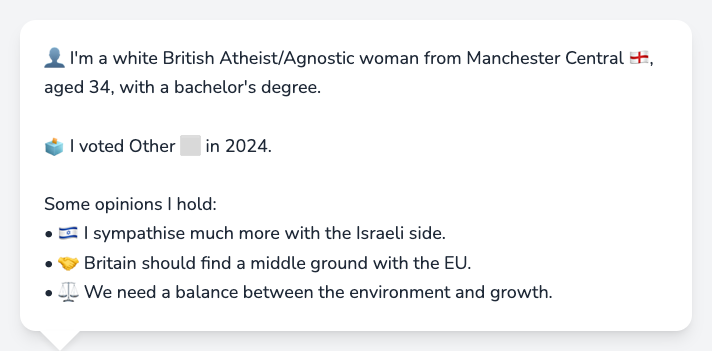 👤 I'm a white British Atheist/Agnostic woman from Manchester Central 🏴󠁧󠁢󠁥󠁮󠁧󠁿,
aged 34, with a bachelor's degree.
🗳️ I voted Other ⬜ in 2024.
Some opinions I hold:
• 🇮🇱 I sympathise much more with the Israeli side.
• 🤝 Britain should find a middle ground with the EU.
• ⚖️ We need a balance between the environment and growth.